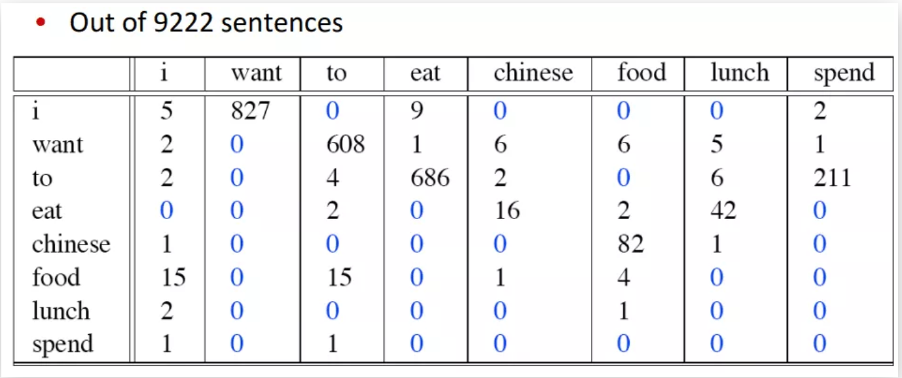 • Out of 9222 sentences
i want to eat chinese food lunch spend
i 5 827 0 9 0 0 0 2
want 2 0 608 1 6 6 5 1
to 2 0 4 686 2 0 6 211
eat 0 0 2 0 16 2 42 0
chinese 1 0 0 0 0 82 1 0
food 15 0 15 0 1 4 0 0
lunch 2 0 0 0 0 1 0 0
spend 1 0 1 0 0 0 0 0